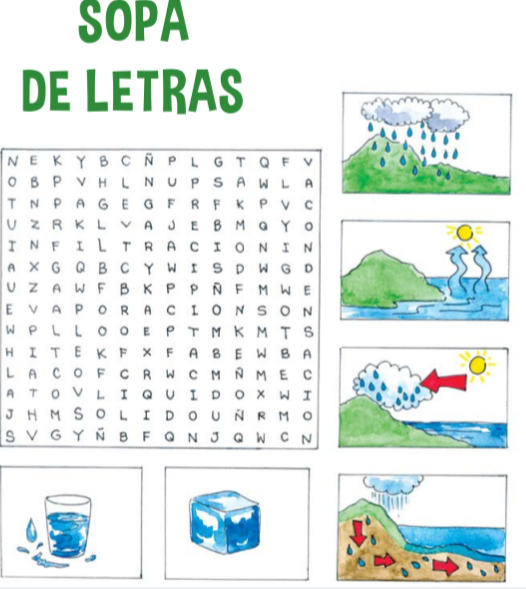 SOPA
DE LETRAS
N E K Y B C Ñ P L G T Q F V
O B P V H L N U P S A W L A
T N P A G E G F R F K P V C
U Z R K L V A J E B M Q Y O
I N F I L T R A C I O N I N
A X G Q B C Y W I S D W G D
U Z A W F B K P P Ñ F M W E
E V A P O R A C I O N S O N
W P L L O O E P T M K M T S
H I T E K F X F A B E W B A
L A C O F C R W C M Ñ M E C
A T O V L I Q U I D O X W I
J H M S O L I D O U Ñ R M O
S V G Y Ñ B F Q N J Q W C N